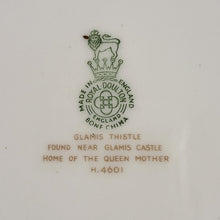 MADE IN
ROYAL DOULTON
ENGLAND
BONE CHINA
GLAMIS THISTLE
FOUND NEAR GLAMIS CASTLE
HOME OF THE QUEEN MOTHER
H.4601